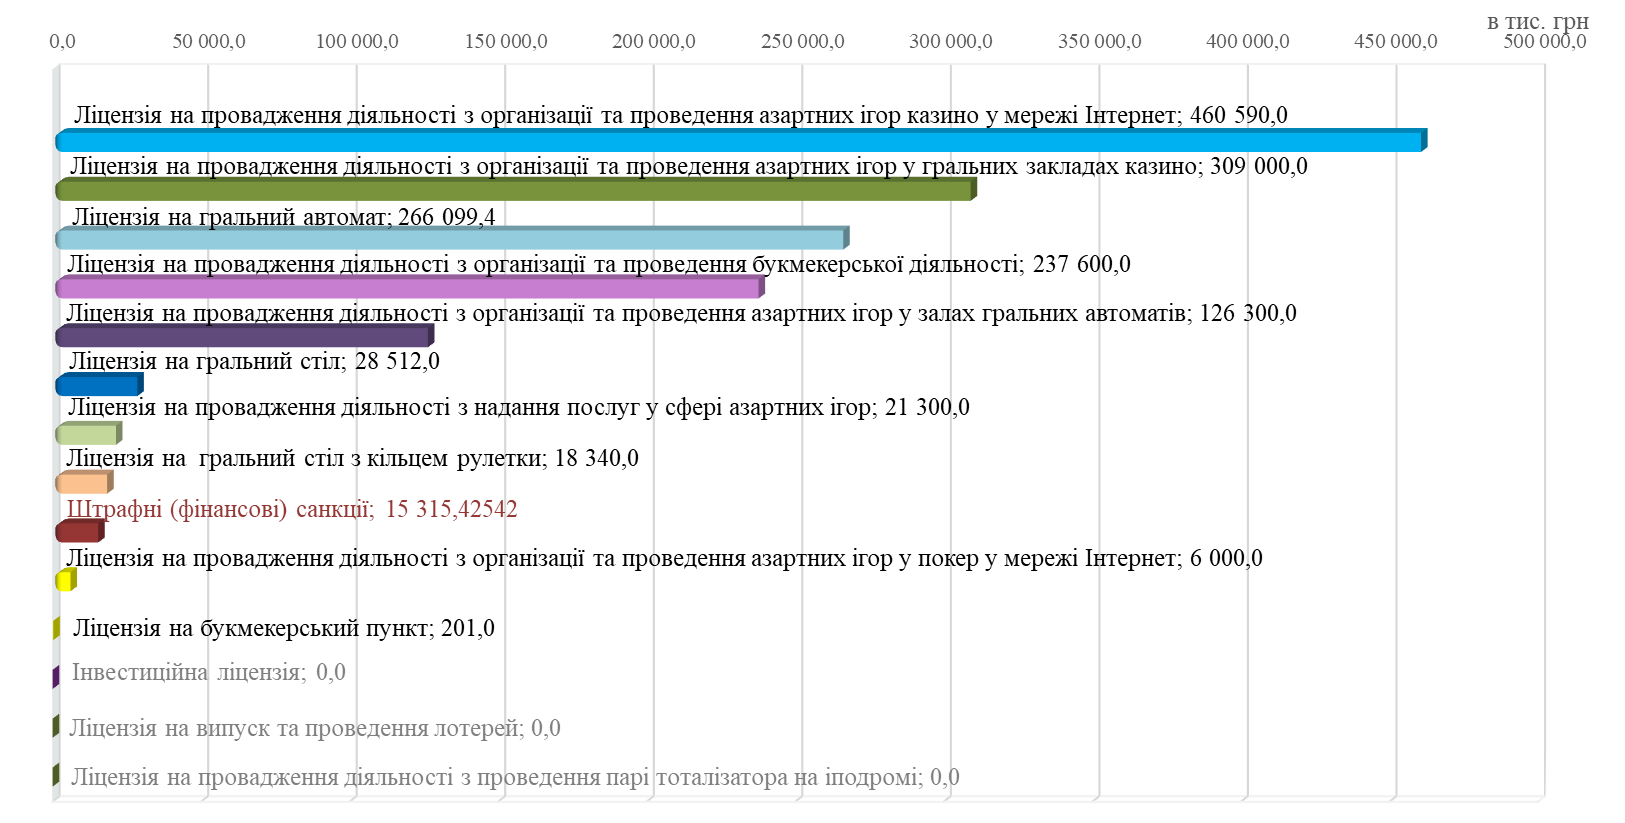 в тис. грн
0,0 50 000,0 100 000,0 150 000,0 200 000,0 250 000,0 300 000,0 350 000,0 400 000,0 450 000,0 500 000,0
Ліцензія на провадження діяльності з організації та проведення азартних ігор казино у мережі Інтернет; 460 590,0
Ліцензія на провадження діяльності з організації та проведення азартних ігор у гральних закладах казино; 309 000,0
Ліцензія на гральний автомат; 266 099,4
Ліцензія на провадження діяльності з організації та проведення букмекерської діяльності; 237 600,0
Ліцензія на провадження діяльності з організації та проведення азартних ігор у залах гральних автоматів; 126 300,0
Ліцензія на гральний стіл; 28 512,0
Ліцензія на провадження діяльності з надання послуг у сфері азартних ігор; 21 300,0
Ліцензія на гральний стіл з кільцем рулетки; 18 340,0
Штрафні (фінансові) санкції; 15 315,42542
Ліцензія на провадження діяльності з організації та проведення азартних ігор у покер у мережі Інтернет; 6 000,0
Ліцензія на букмекерський пункт; 201,0
Інвестиційна ліцензія; 0,0
Ліцензія на випуск та проведення лотерей; 0,0
Ліцензія на провадження діяльності з проведення парі тоталізатора на іподромі; 0,0